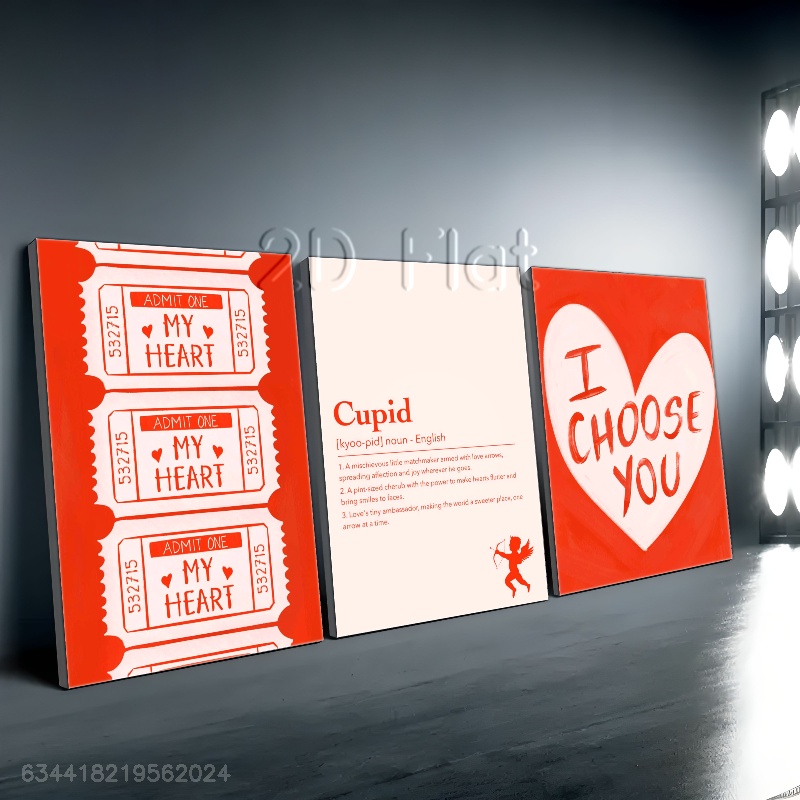 2D Flat
ADMIT ONE
532715
MY
HEART
532715
ADMIT ONE
532715
MY
HEART
532715
ADMIT ONE
532715
MY
HEART
532715
Cupid
[kyoo-pid] noun - English
1. A mischievous little matchmaker armed with love arrows,
spreading affection and joy wherever he goes.
2. A pint-sized cherub with the power to make hearts flutter and
bring smiles to faces.
3. Love's tiny ambassador, making the world a sweeter place, one
arrow at a time.
I
CHOOSE
YOU
634418219562024